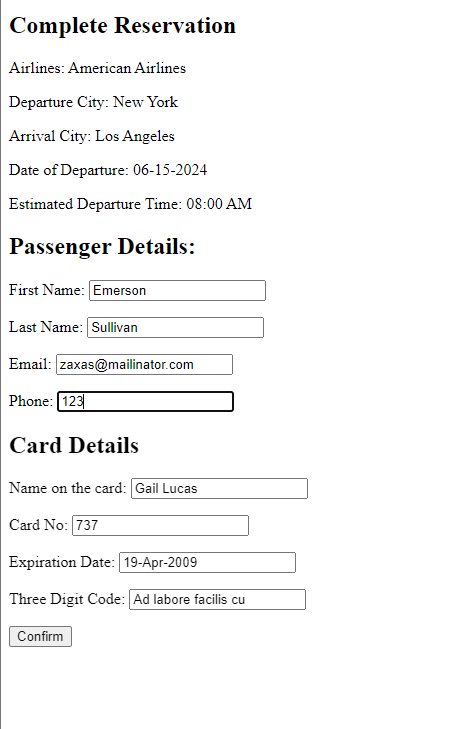 Complete Reservation
Airlines: American Airlines
Departure City: New York
Arrival City: Los Angeles
Date of Departure: 06-15-2024
Estimated Departure Time: 08:00 AM
Passenger Details:
First Name: Emerson
Last Name: Sullivan
Email: zaxas@mailinator.com
Phone: 123
Card Details
Name on the card: Gail Lucas
Card No: 737
Expiration Date: 19-Apr-2009
Three Digit Code: Ad labore facilis cu
Confirm